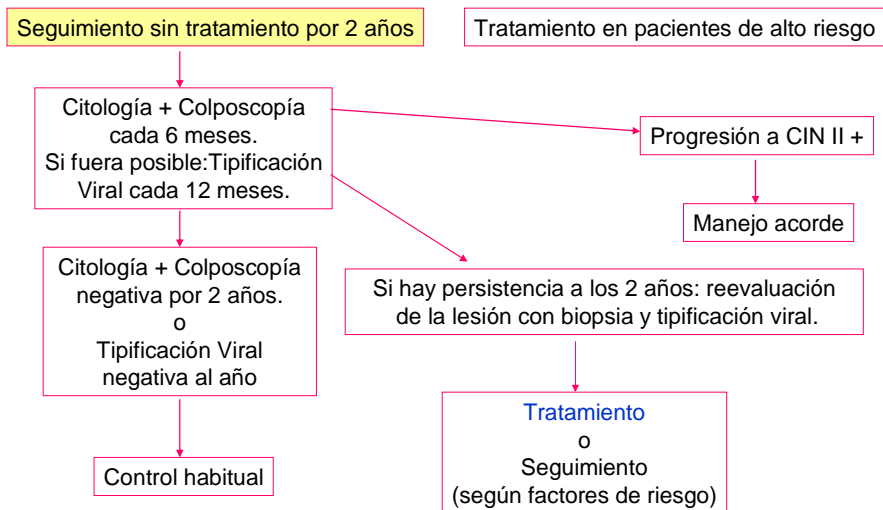 Seguimiento sin tratamiento por 2 años
Tratamiento en pacientes de alto riesgo
Citología + Colposcopía
cada 6 meses.
Si fuera posible:Tipificación
Viral cada 12 meses.
Progresión a CIN II +
Manejo acorde
Citología + Colposcopía
negativa por 2 años.
o
Tipificación Viral
negativa al año
Si hay persistencia a los 2 años: reevaluación
de la lesión con biopsia y tipificación viral.
Tratamiento
o
Seguimiento
(según factores de riesgo)
Control habitual